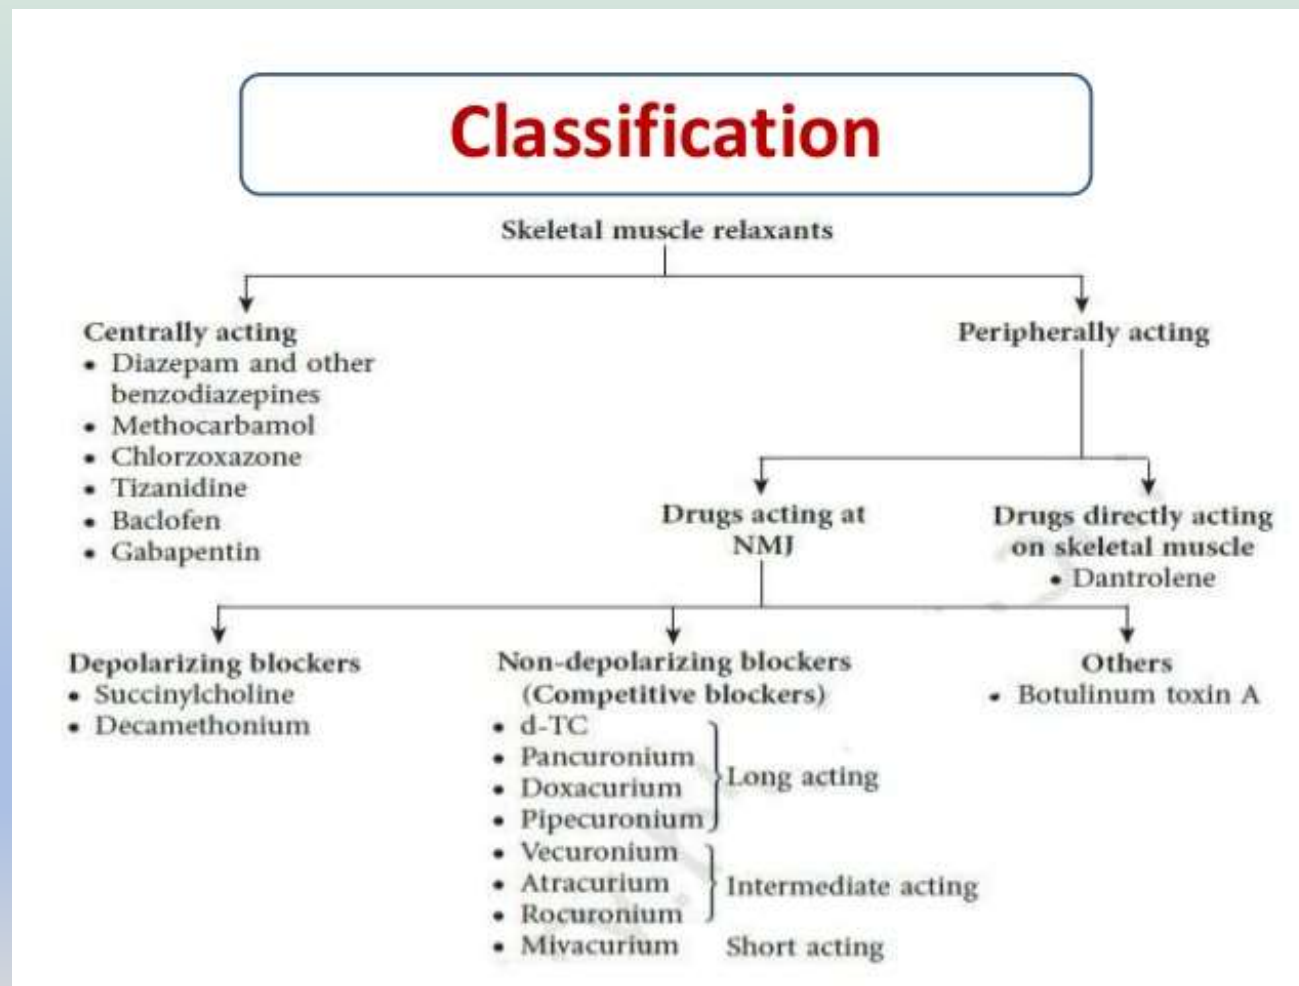 Classification
Skeletal muscle relaxants
Centrally acting
• Diazepam and other
benzodiazepines
• Methocarbamol
• Chlorzoxazone
• Tizanidine
• Baclofen
• Gabapentin
Peripherally acting
Drugs acting at
NMJ
Drugs directly acting
on skeletal muscle
• Dantrolene
Depolarizing blockers
• Succinylcholine
• Decamethonium
Non-depolarizing blockers
(Competitive blockers)
• d-TC
• Pancuronium
• Doxacurium
• Pipecuronium
Long acting
• Vecuronium
• Atracurium
• Rocuronium
Intermediate acting
• Mivacurium Short acting
Others
• Botulinum toxin A